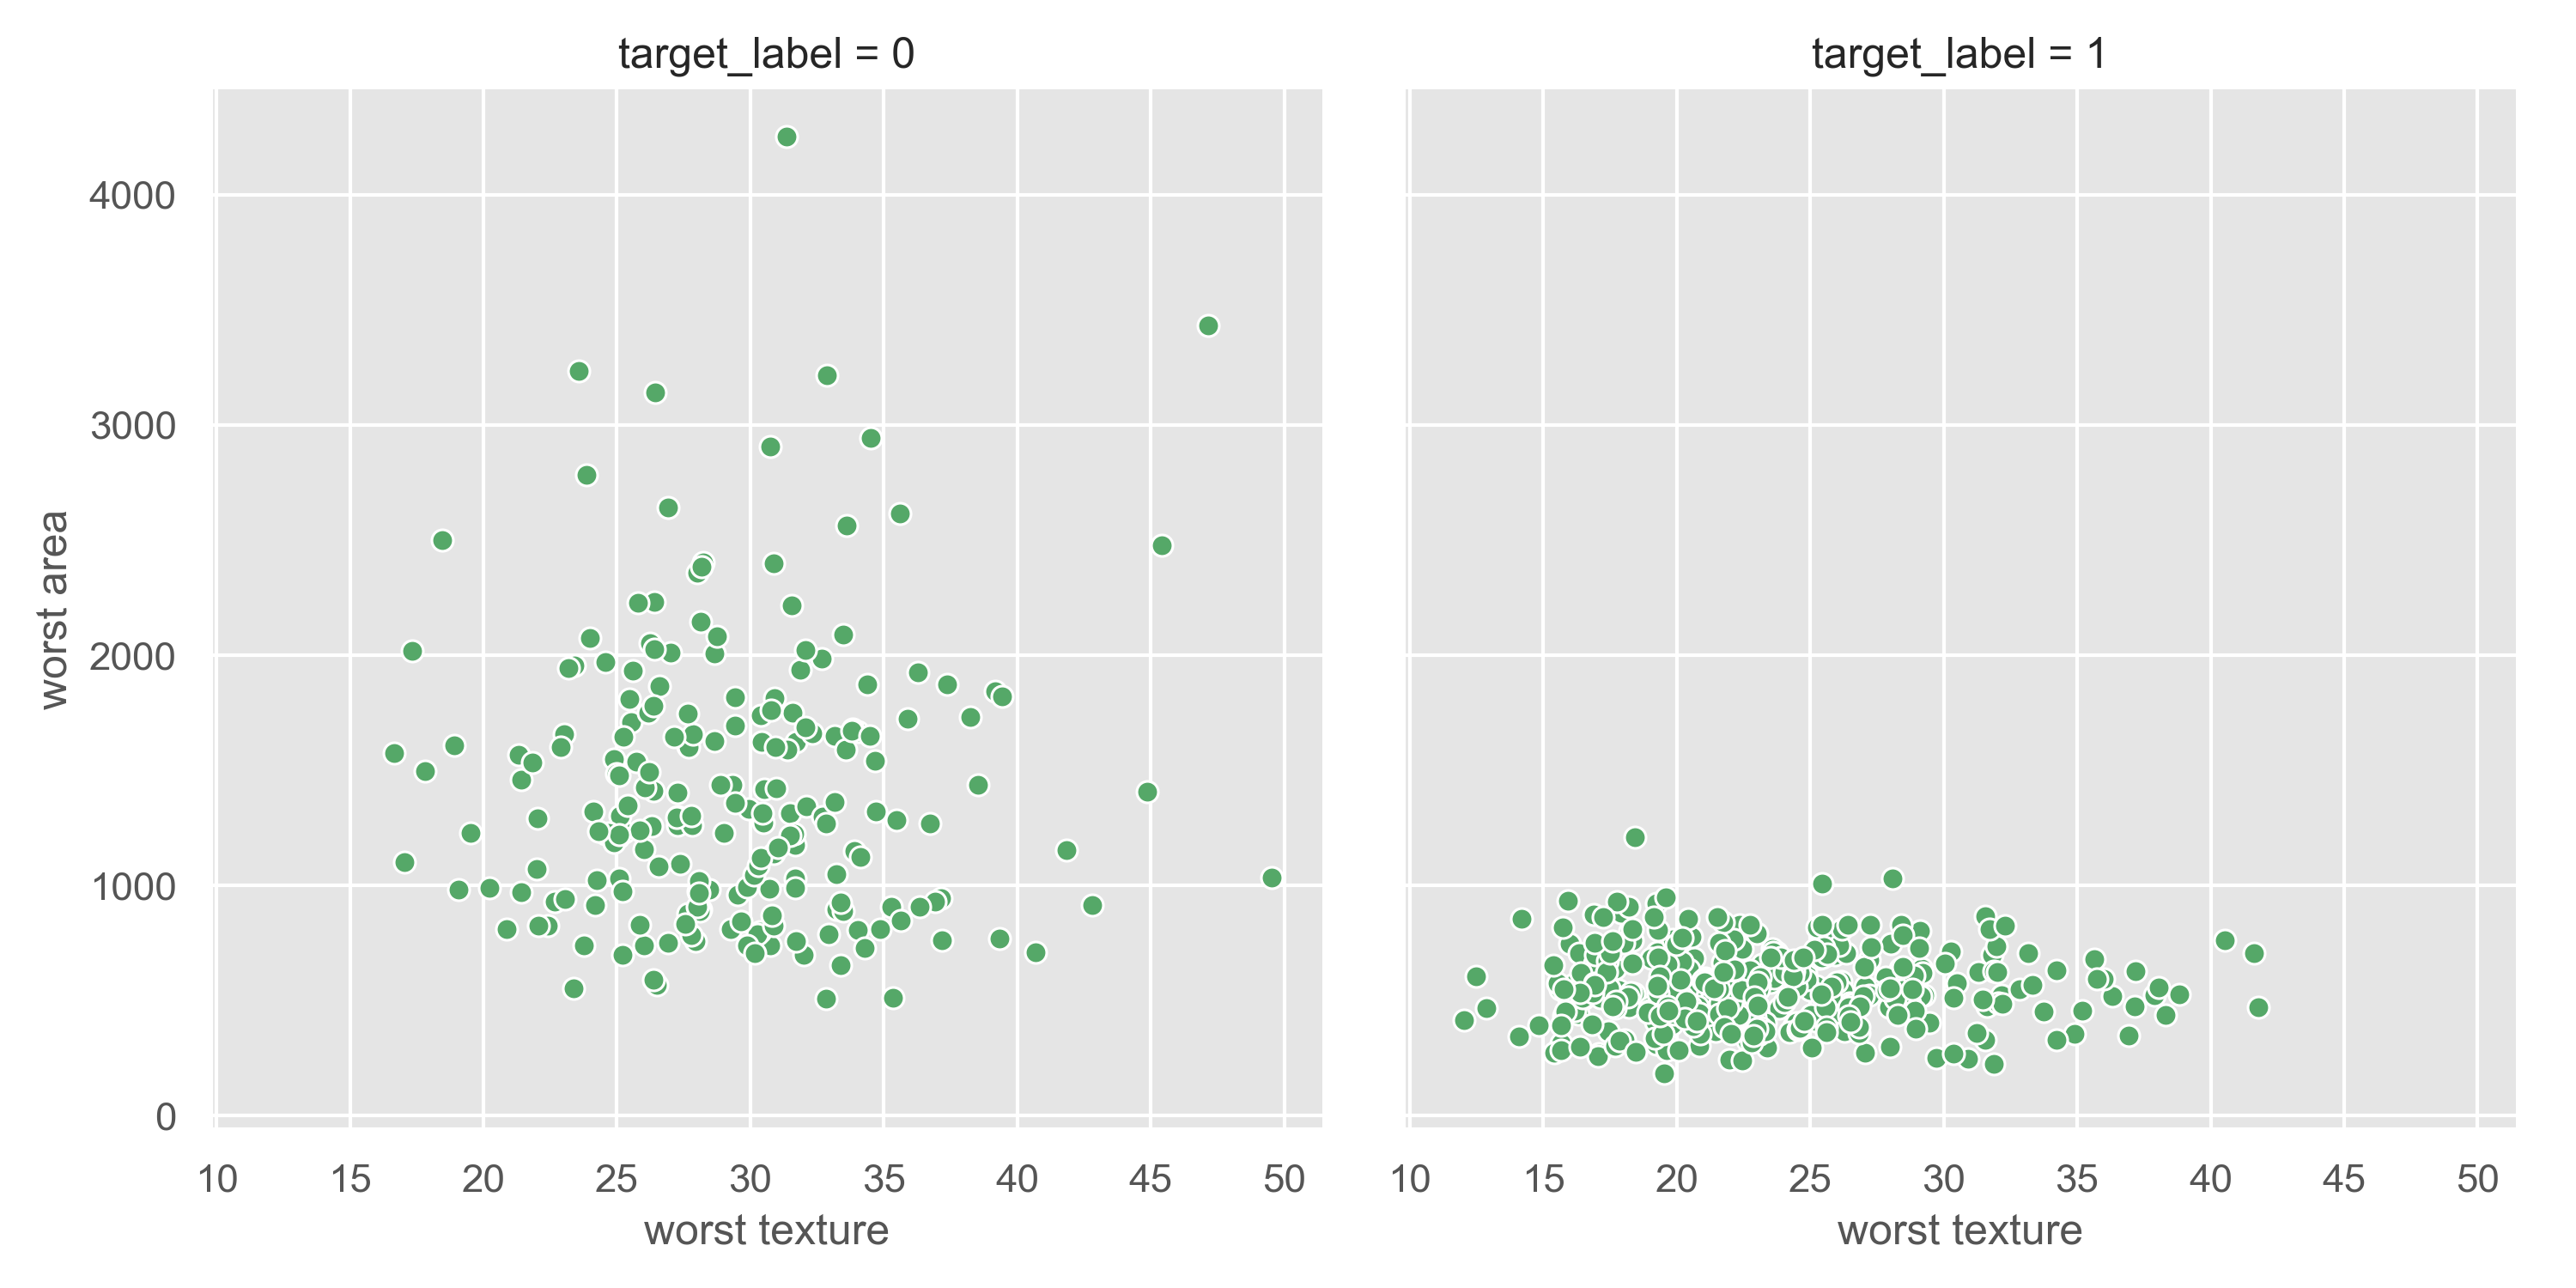 target_label = 0
target_label = 1
worst area
4000
3000
2000
1000
0
10 15 20 25 30 35 40 45 50
10 15 20 25 30 35 40 45 50
worst texture
worst texture